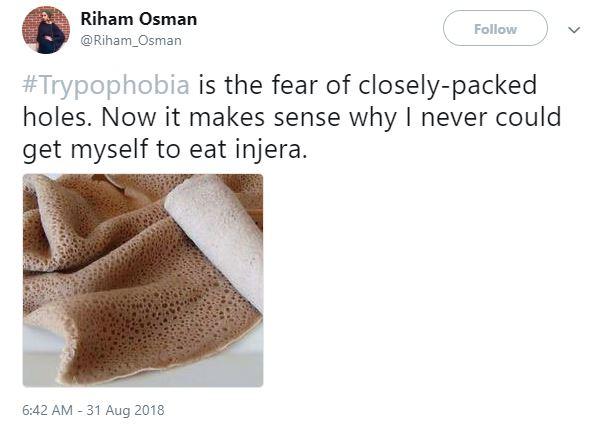 Riham Osman
@Riham_Osman
Follow
#Trypophobia is the fear of closely-packed
holes. Now it makes sense why I never could
get myself to eat injera.
6:42 AM - 31 Aug 2018